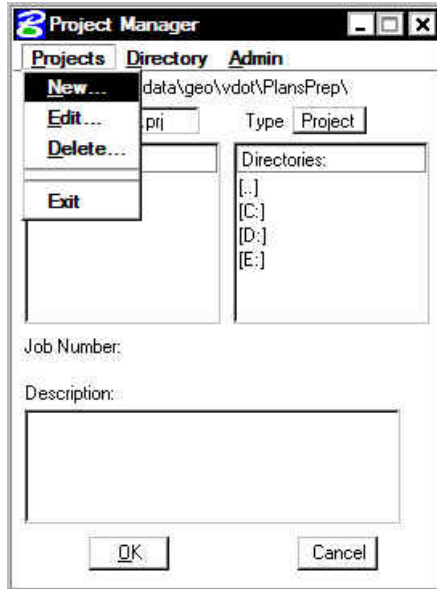 Project Manager
Projects Directory Admin
New... data\geo\vdot\PlansPrep\
Edit... .prj Type Project
Delete... Directories:
[..]
Exit [C:]
[D:]
[E:]
Job Number:
Description:
OK Cancel